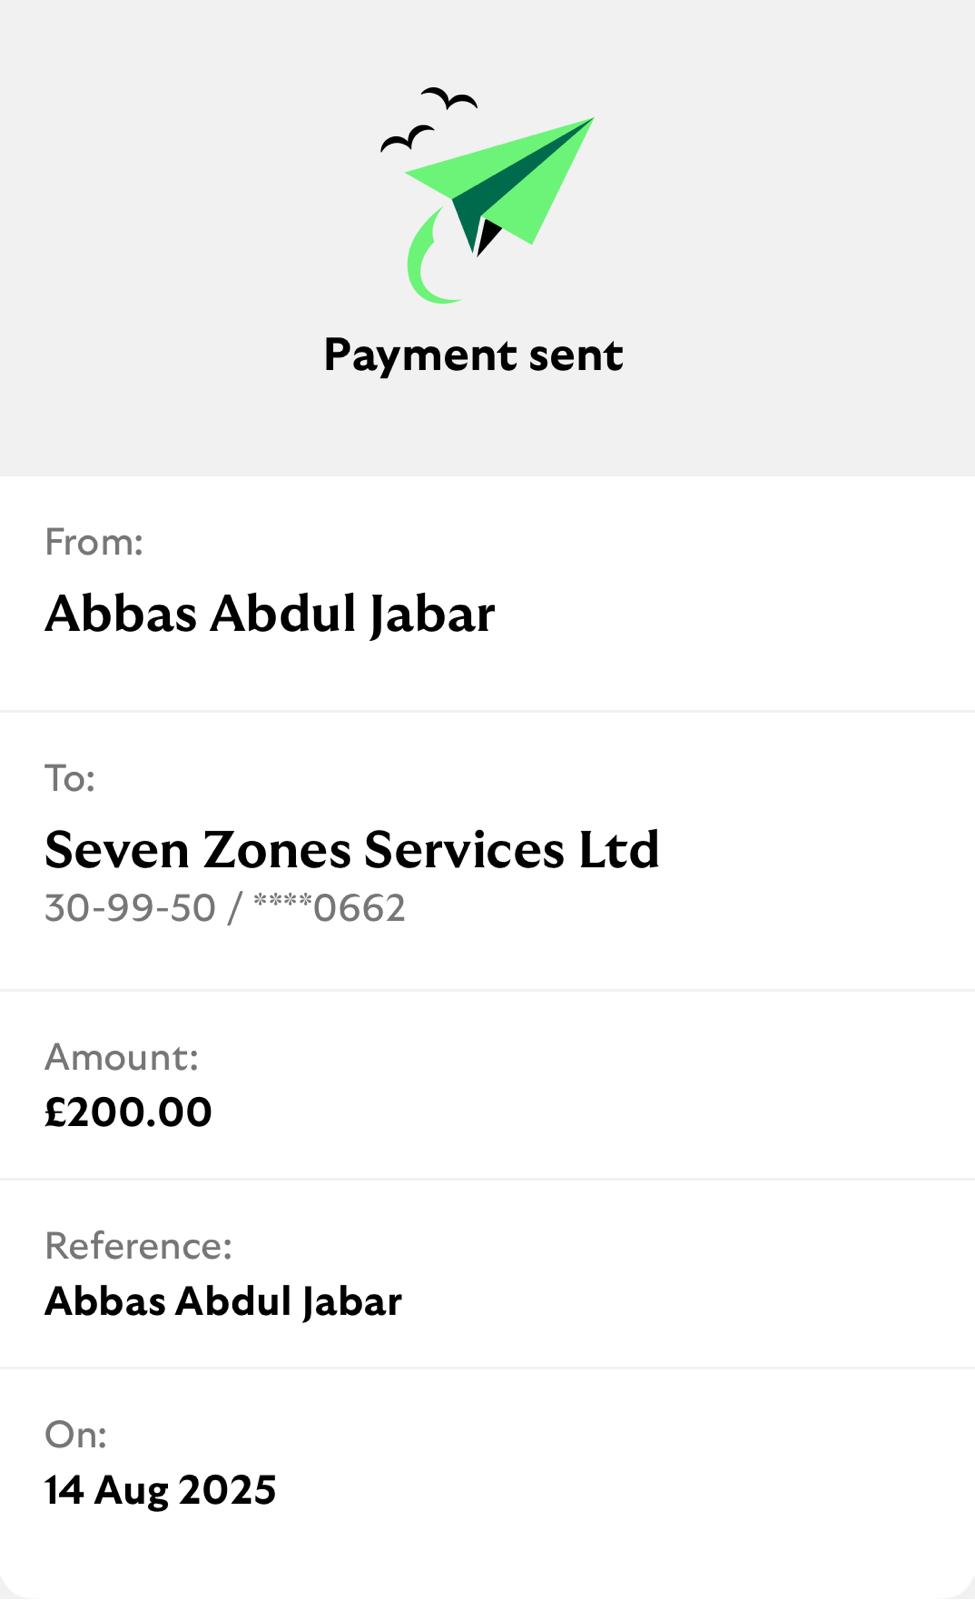 Payment sent
From:
Abbas Abdul Jabar
To:
Seven Zones Services Ltd
30-99-50 / ****0662
Amount:
£200.00
Reference:
Abbas Abdul Jabar
On:
14 Aug 2025